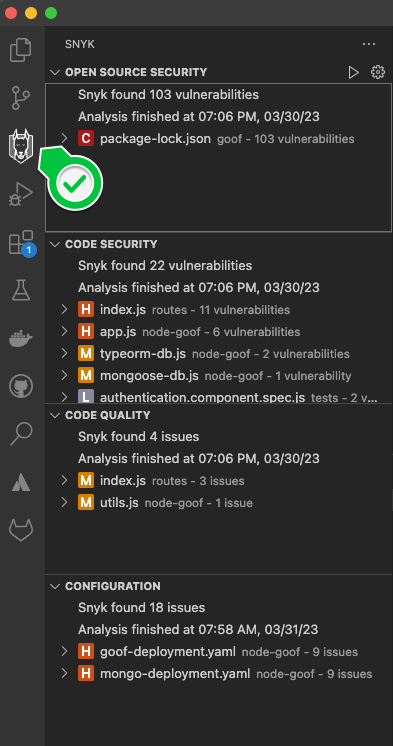 SNYK
OPEN SOURCE SECURITY
Snyk found 103 vulnerabilities
Analysis finished at 07:06 PM, 03/30/23
C package-lock.json goof - 103 vulnerabilities
1
CODE SECURITY
Snyk found 22 vulnerabilities
Analysis finished at 07:06 PM, 03/30/23
H index.js routes - 11 vulnerabilities
H app.js node-goof - 6 vulnerabilities
M typeorm-db.js node-goof - 2 vulnerabilities
M mongoose-db.js node-goof - 1 vulnerability
L authentication.component.spec.js tests - 2 v...
CODE QUALITY
Snyk found 4 issues
Analysis finished at 07:06 PM, 03/30/23
M index.js routes - 3 issues
M utils.js node-goof - 1 issue
CONFIGURATION
Snyk found 18 issues
Analysis finished at 07:58 AM, 03/31/23
H goof-deployment.yaml node-goof - 9 issues
H mongo-deployment.yaml node-goof - 9 issues